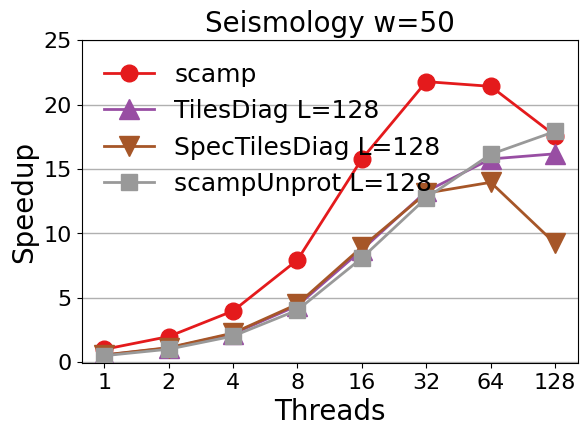 Seismology w=50
25
20
15
10
5
0
Speedup
scamp
TilesDiag L=128
SpecTilesDiag L=128
scampUnprot L=128
1 2 4 8 16 32 64 128
Threads